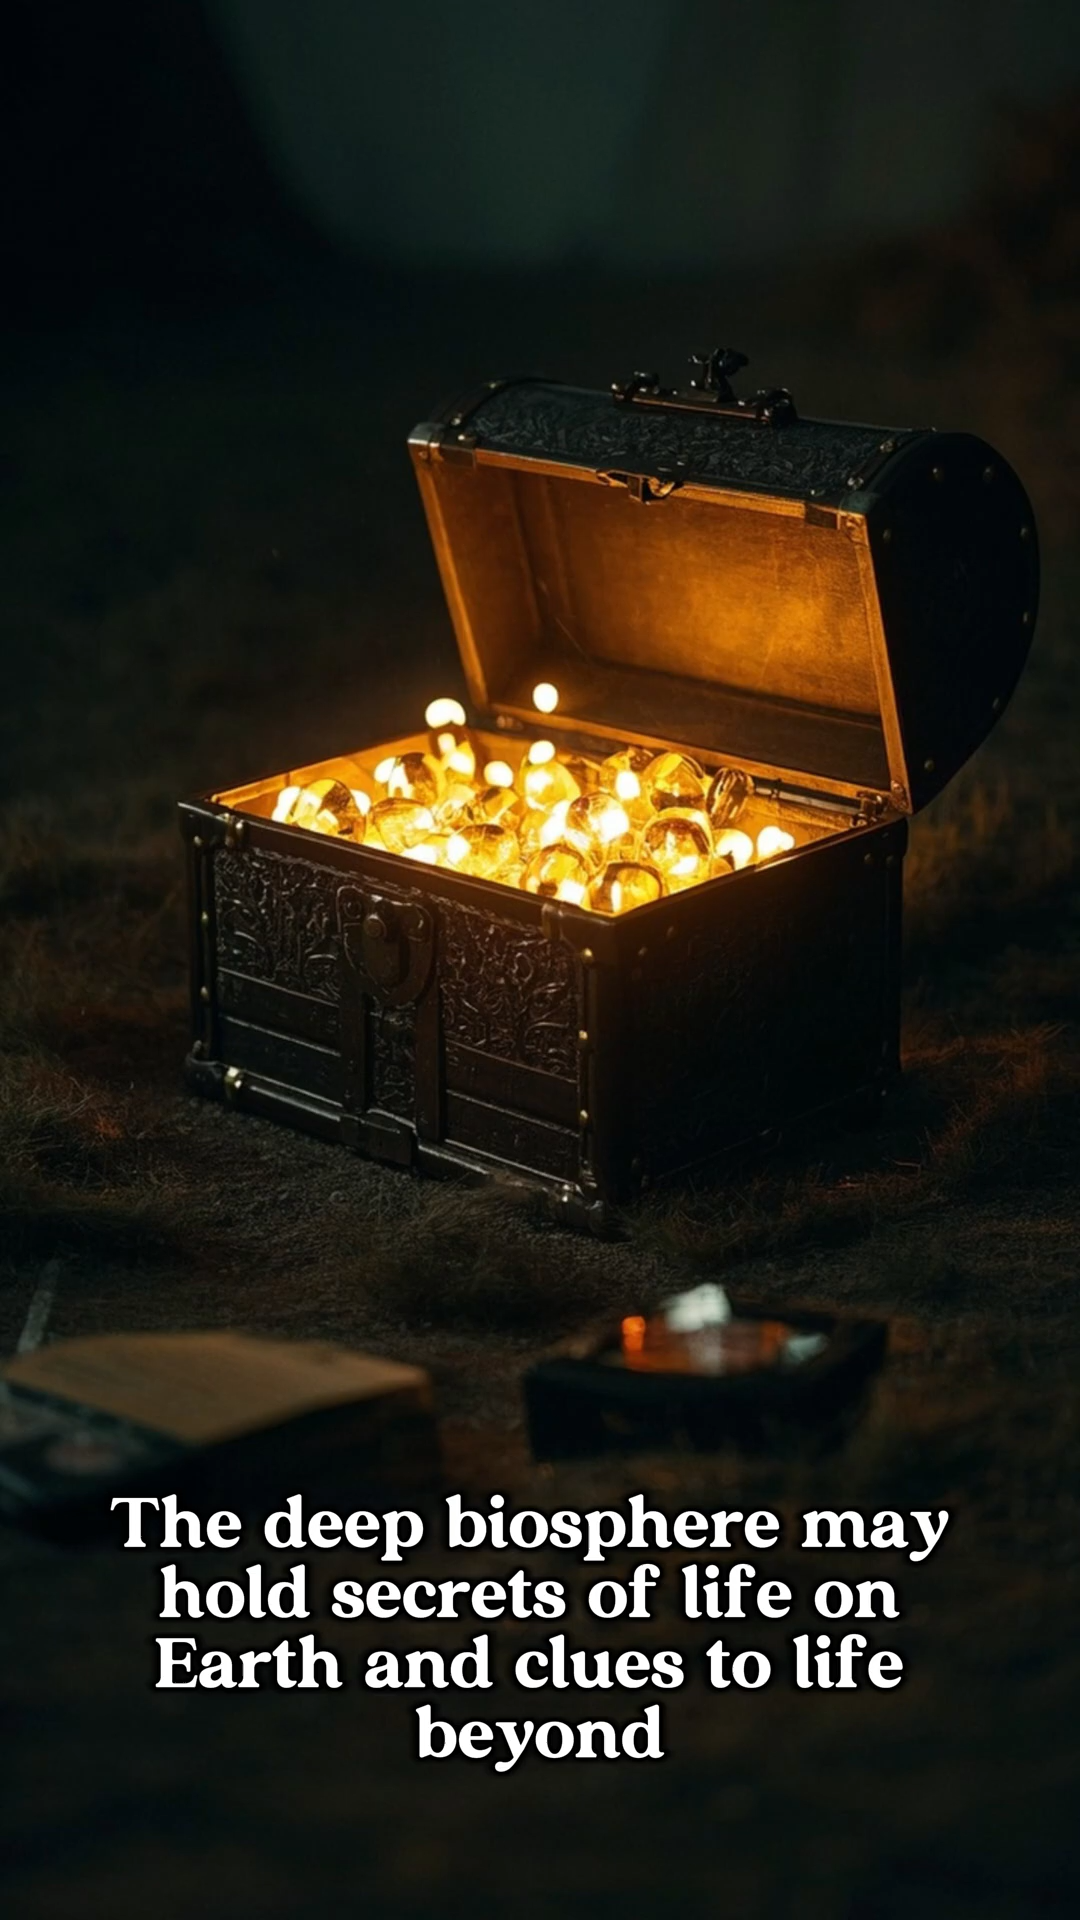 The deep biosphere may
hold secrets of life on
Earth and clues to life
beyond